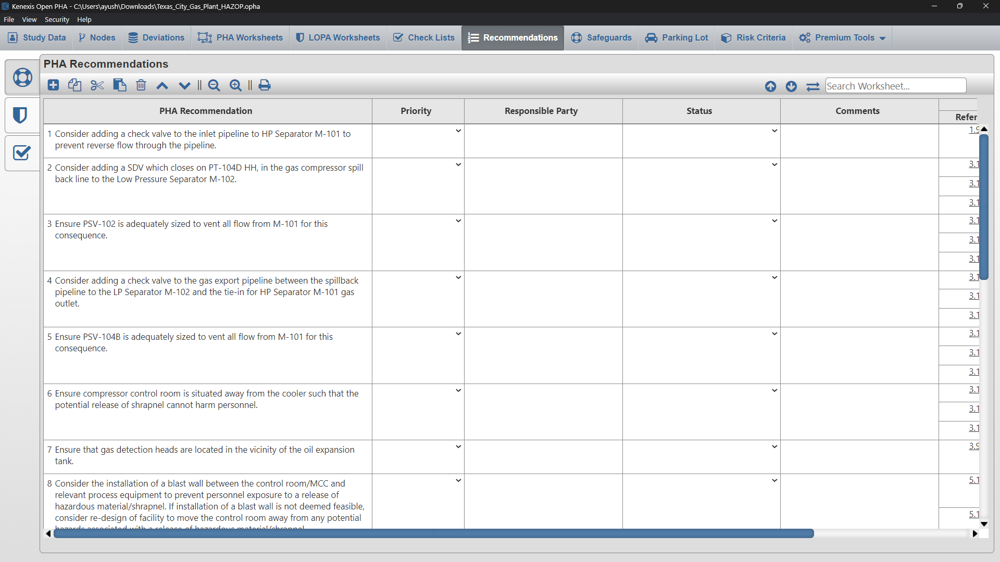 Kenexis Open PHA - C:\Users\ayush\Downloads\Texas_City_Gas_Plant_HAZOP.opha
File View Security Help
Study Data Nodes Deviations PHA Worksheets LOPA Worksheets Check Lists Recommendations Safeguards Parking Lot Risk Criteria Premium Tools
PHA Recommendations
Search Worksheet...
PHA Recommendation Priority Responsible Party Status Comments
Refer
1 Consider adding a check valve to the inlet pipeline to HP Separator M-101 to
prevent reverse flow through the pipeline.
1.9
2 Consider adding a SDV which closes on PT-104D HH, in the gas compressor spill
back line to the Low Pressure Separator M-102.
3.1
3.1
3.1
3 Ensure PSV-102 is adequately sized to vent all flow from M-101 for this
consequence.
3.1
3.1
3.1
4 Consider adding a check valve to the gas export pipeline between the spillback
pipeline to the LP Separator M-102 and the tie-in for HP Separator M-101 gas
outlet.
3.1
3.1
3.1
5 Ensure PSV-104B is adequately sized to vent all flow from M-101 for this
consequence.
3.1
3.1
3.1
6 Ensure compressor control room is situated away from the cooler such that the
potential release of shrapnel cannot harm personnel.
3.1
3.1
3.1
7 Ensure that gas detection heads are located in the vicinity of the oil expansion
tank.
3.9
8 Consider the installation of a blast wall between the control room/MCC and
relevant process equipment to prevent personnel exposure to a release of
hazardous material/shrapnel. If installation of a blast wall is not deemed feasible,
consider re-design of facility to move the control room away from any potential
hazards associated with a release of hazardous material/shrapnel
5.1
5.1